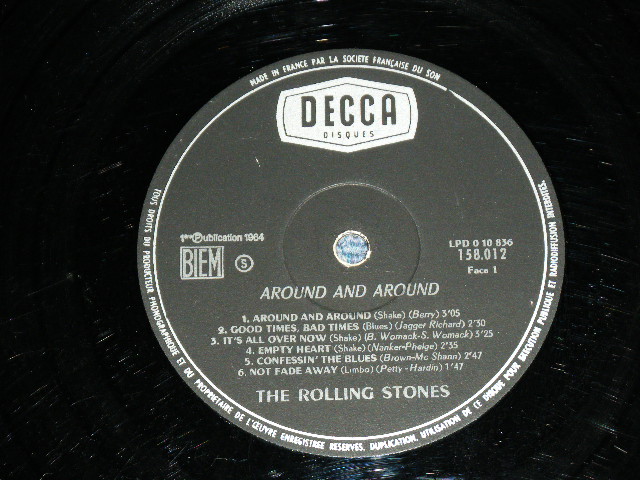 MADE IN FRANCE PAR LA SOCIÉTÉ FRANÇAISE DU SON
DECCA
DISQUES
1ère Ⓟublication 1964
BIEM
S
LPD 0 10 836
158.012
Face 1
AROUND AND AROUND
1. AROUND AND AROUND (Shake) (Berry) 3'05
2. GOOD TIMES, BAD TIMES (Blues) (Jagger Richard) 2'30
3. IT'S ALL OVER NOW (Shake) (B. Womack-S. Womack) 3'25
4. EMPTY HEART (Shake) (Nanker-Phelge) 2'35
5. CONFESSIN' THE BLUES (Brown-Mc Shann) 2'47
6. NOT FADE AWAY (Limbo) (Petty-Hardin) 1'47
THE ROLLING STONES
TOUS DROITS DU PRODUCTEUR PHONOGRAPHIQUE ET DU PROPRIETAIRE DE L'ŒUVRE ENREGISTREE RESERVES. DUPLICATION, UTILISATION DE CE DISQUE POUR EXECUTION PUBLIQUE ET RADIODIFFUSION INTERDITES.